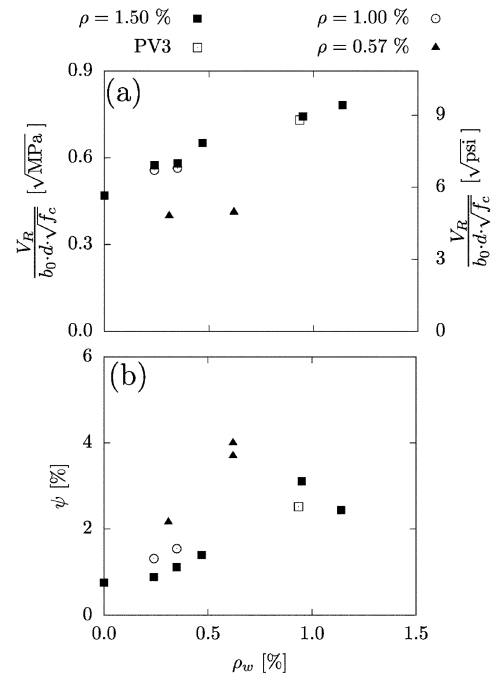 ρ = 1.50 % ρ = 1.00 %
PV3 ρ = 0.57 %
(a)
0.9
0.6
0.3
0.0
V_R / b₀·d·√f_c [√MPa]
9
6
3
0
V_R / b₀·d·√f_c [√psi]
(b)
6
4
2
0
ψ [%]
0.0 0.5 1.0 1.5
ρ_w [%]